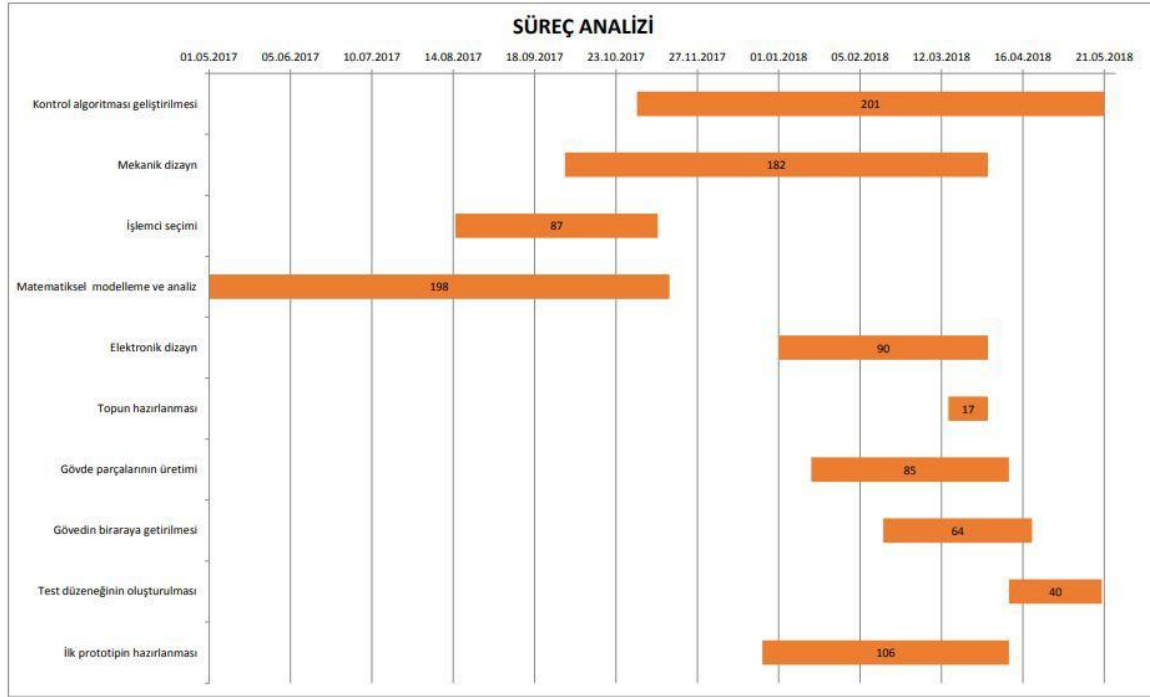 SÜREÇ ANALİZİ
01.05.2017 05.06.2017 10.07.2017 14.08.2017 18.09.2017 23.10.2017 27.11.2017 01.01.2018 05.02.2018 12.03.2018 16.04.2018 21.05.2018
Kontrol algoritması geliştirilmesi 201
Mekanik dizayn 182
İşlemci seçimi 87
Matematiksel modelleme ve analiz 198
Elektronik dizayn 90
Topun hazırlanması 17
Gövde parçalarının üretimi 85
Gövedin biraraya getirilmesi 64
Test düzeneğinin oluşturulması 40
İlk prototipin hazırlanması 106